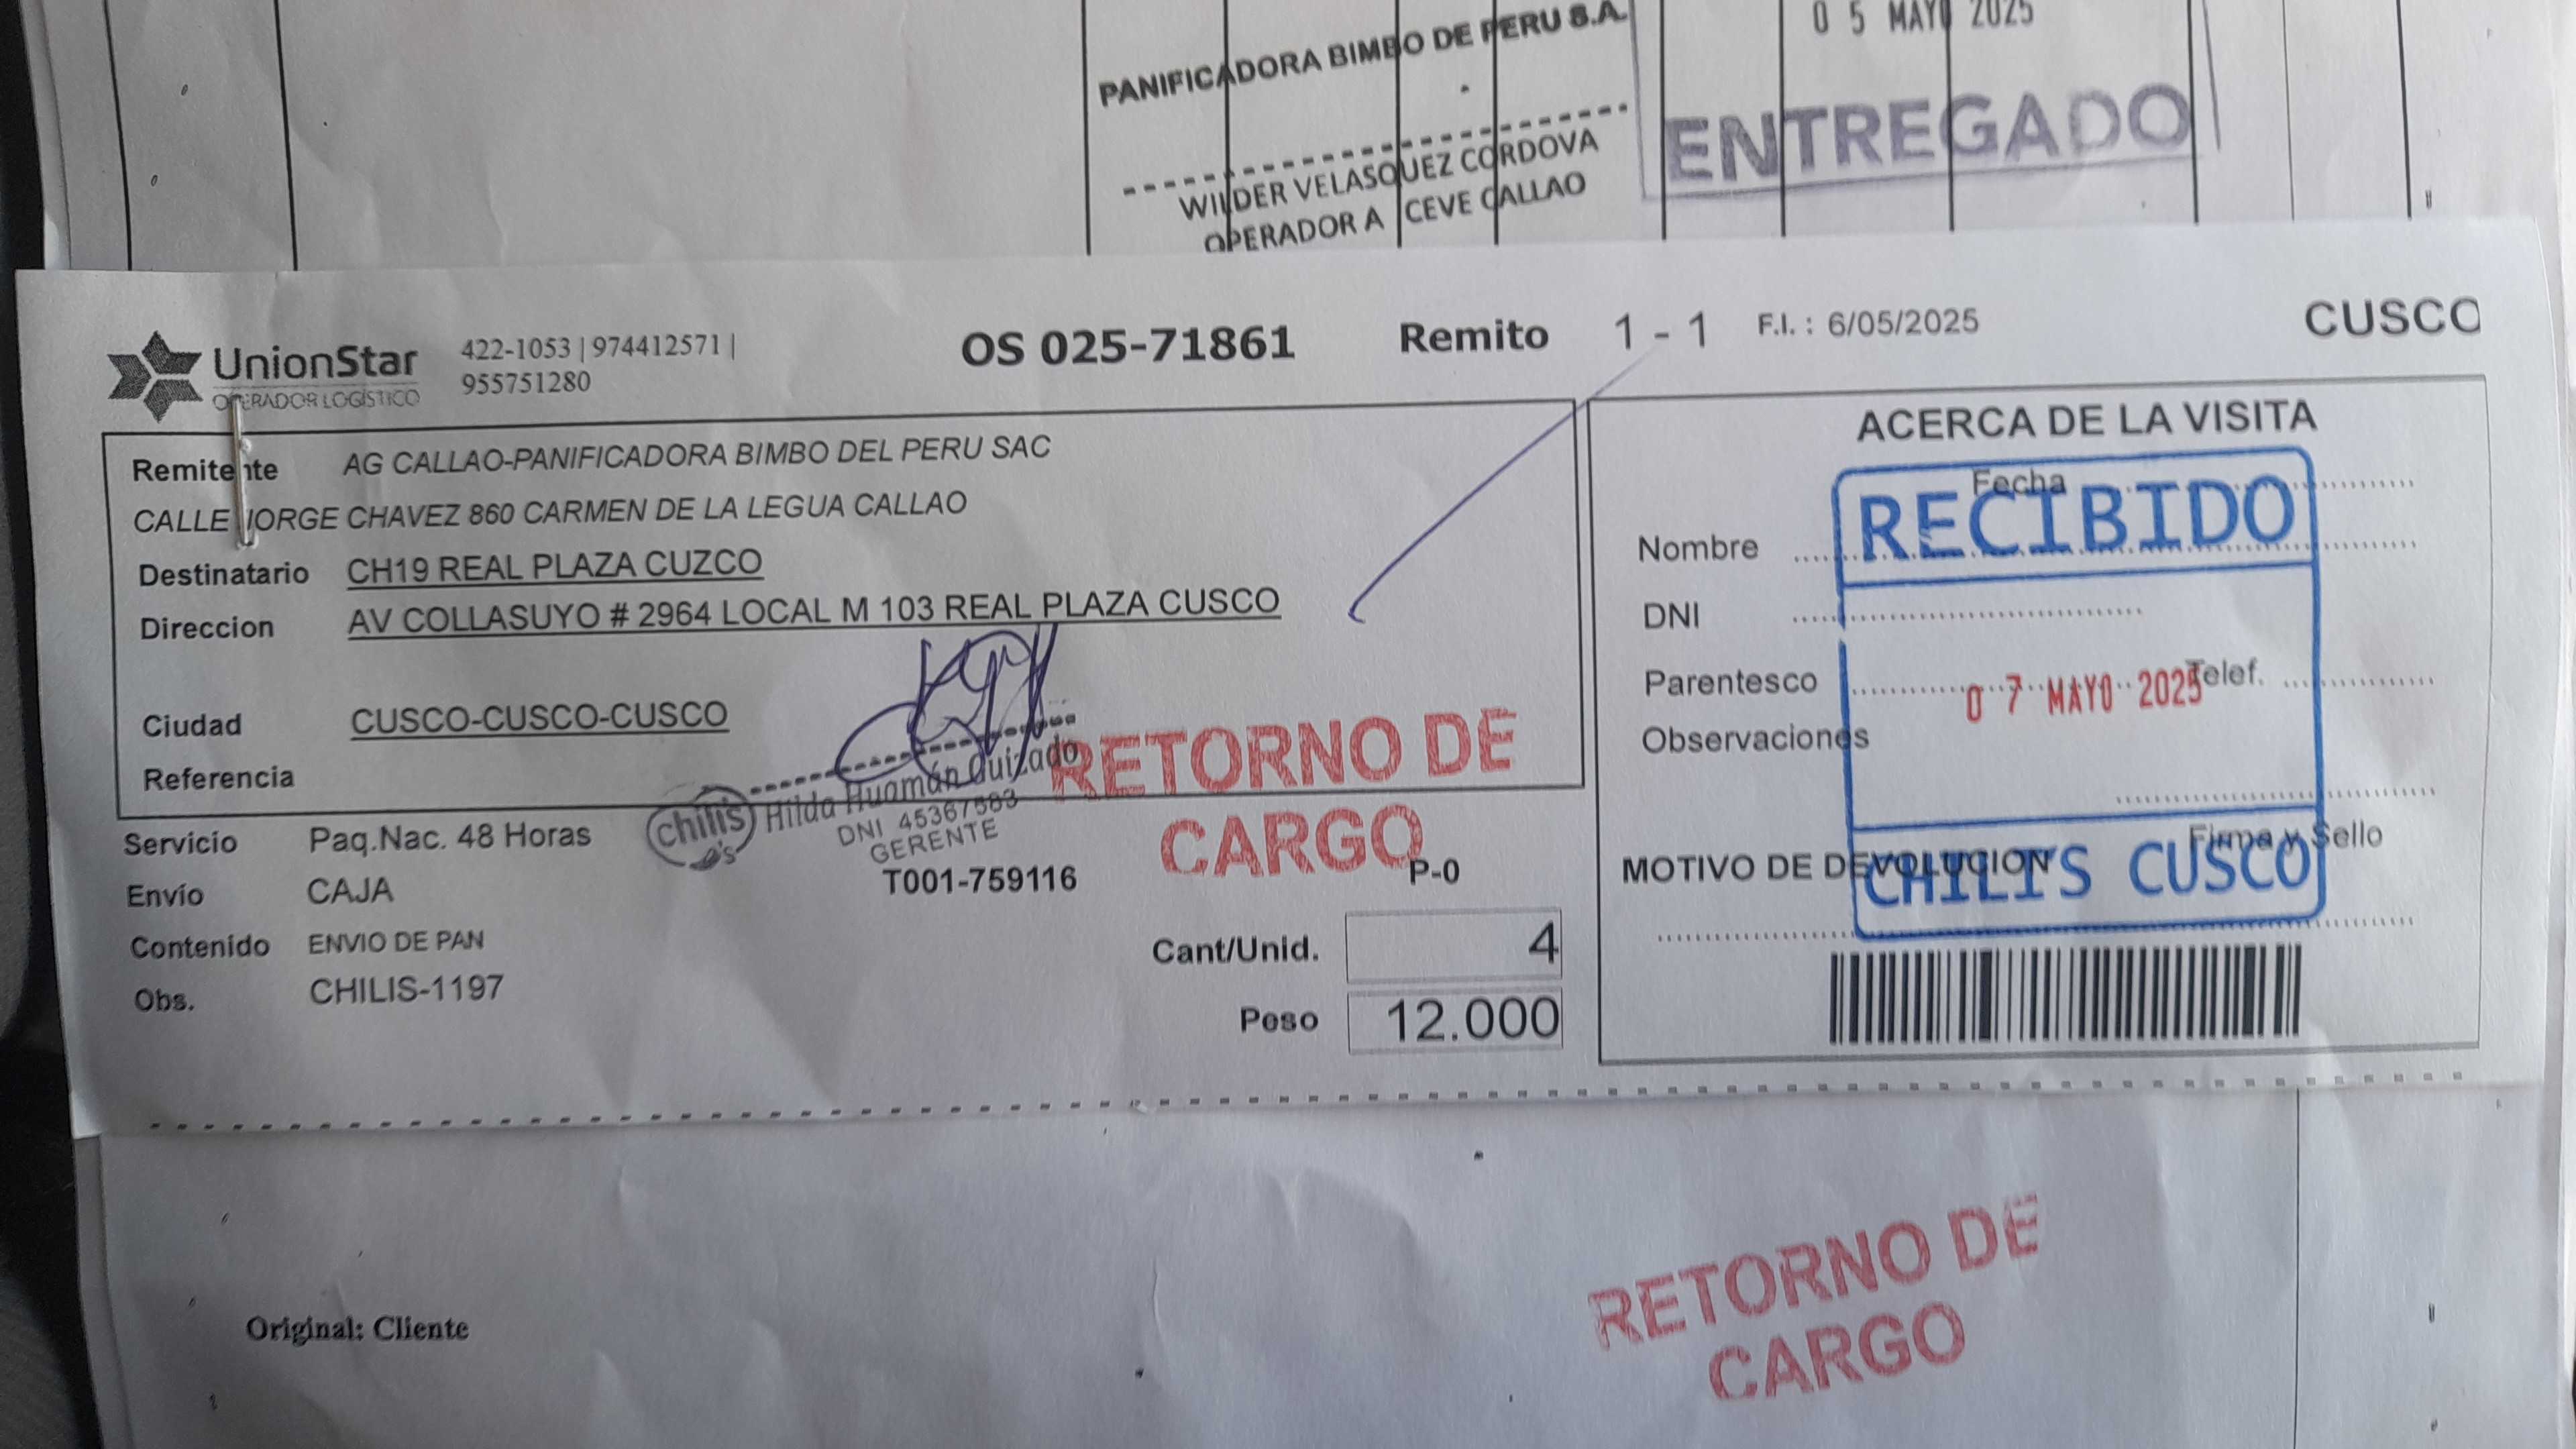 PANIFICADORA BIMBO DE PERU S.A.
0 5 MAYO 2025
ENTREGADO
WILDER VELASQUEZ CORDOVA
OPERADOR A CEVE CALLAO
UnionStar
OPERADOR LOGÍSTICO
422-1053 | 974412571 |
955751280
OS 025-71861
Remito 1 - 1
F.I. : 6/05/2025
CUSCO
Remitente AG CALLAO-PANIFICADORA BIMBO DEL PERU SAC
CALLE JORGE CHAVEZ 860 CARMEN DE LA LEGUA CALLAO
Destinatario CH19 REAL PLAZA CUZCO
Direccion AV COLLASUYO # 2964 LOCAL M 103 REAL PLAZA CUSCO
Ciudad CUSCO-CUSCO-CUSCO
Referencia
chilis Hilda Huamán Quizado
DNI 45367583
GERENTE
RETORNO DE
CARGO
Servicio Paq.Nac. 48 Horas
Envío CAJA
T001-759116
P-0
Contenido ENVIO DE PAN
Obs. CHILIS-1197
Cant/Unid. 4
Peso 12.000
ACERCA DE LA VISITA
Fecha
RECIBIDO
Nombre
DNI
Parentesco
Telef.
0 7 MAYO 2025
Observaciones
Firma y Sello
MOTIVO DE DEVOLUCION
CHILI'S CUSCO
RETORNO DE
CARGO
Original: Cliente